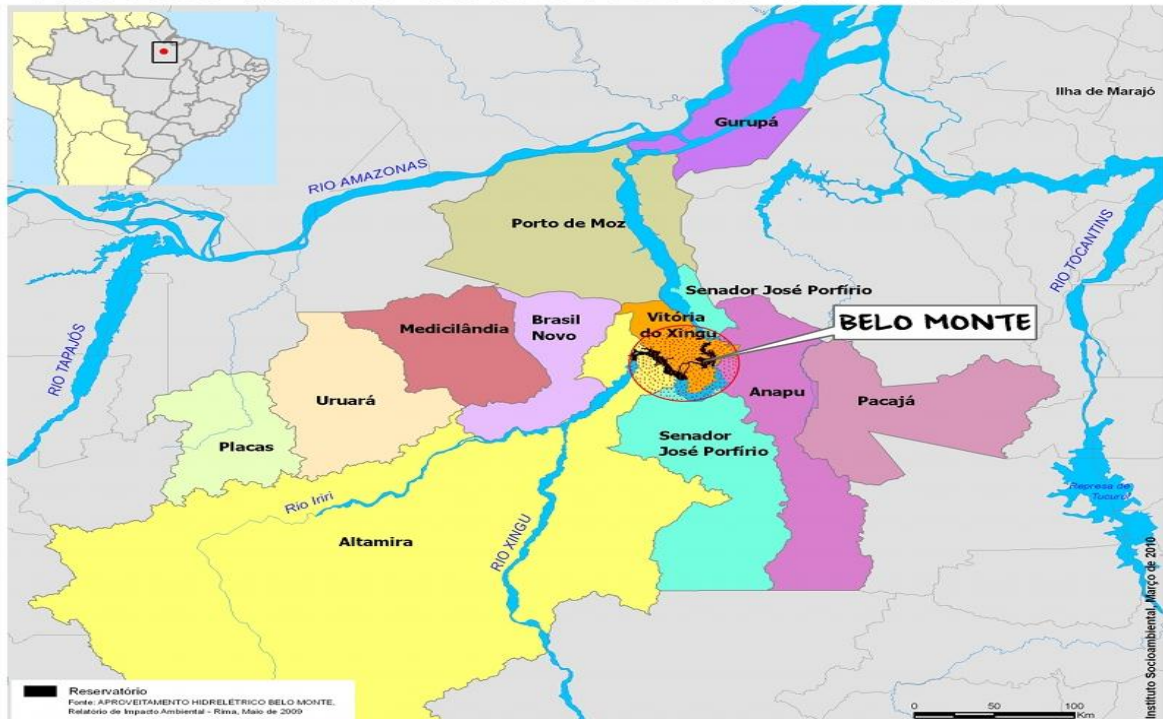 Ilha de Marajó
Gurupá
RIO AMAZONAS
Porto de Moz
RIO TOCANTINS
Senador José Porfírio
BELO MONTE
Vitória
do Xingu
Brasil
Novo
Medicilândia
RIO TAPAJÓS
Uruará
Anapu
Pacajá
Placas
Senador
José Porfírio
Represa de
Tucuruí
Rio Iriri
RIO XINGU
Altamira
Instituto Socioambiental, Março de 2010
Reservatório
Fonte: APROVEITAMENTO HIDRELÉTRICO BELO MONTE,
Relatório de Impacto Ambiental - Rima, Maio de 2009
0 50 100
Km